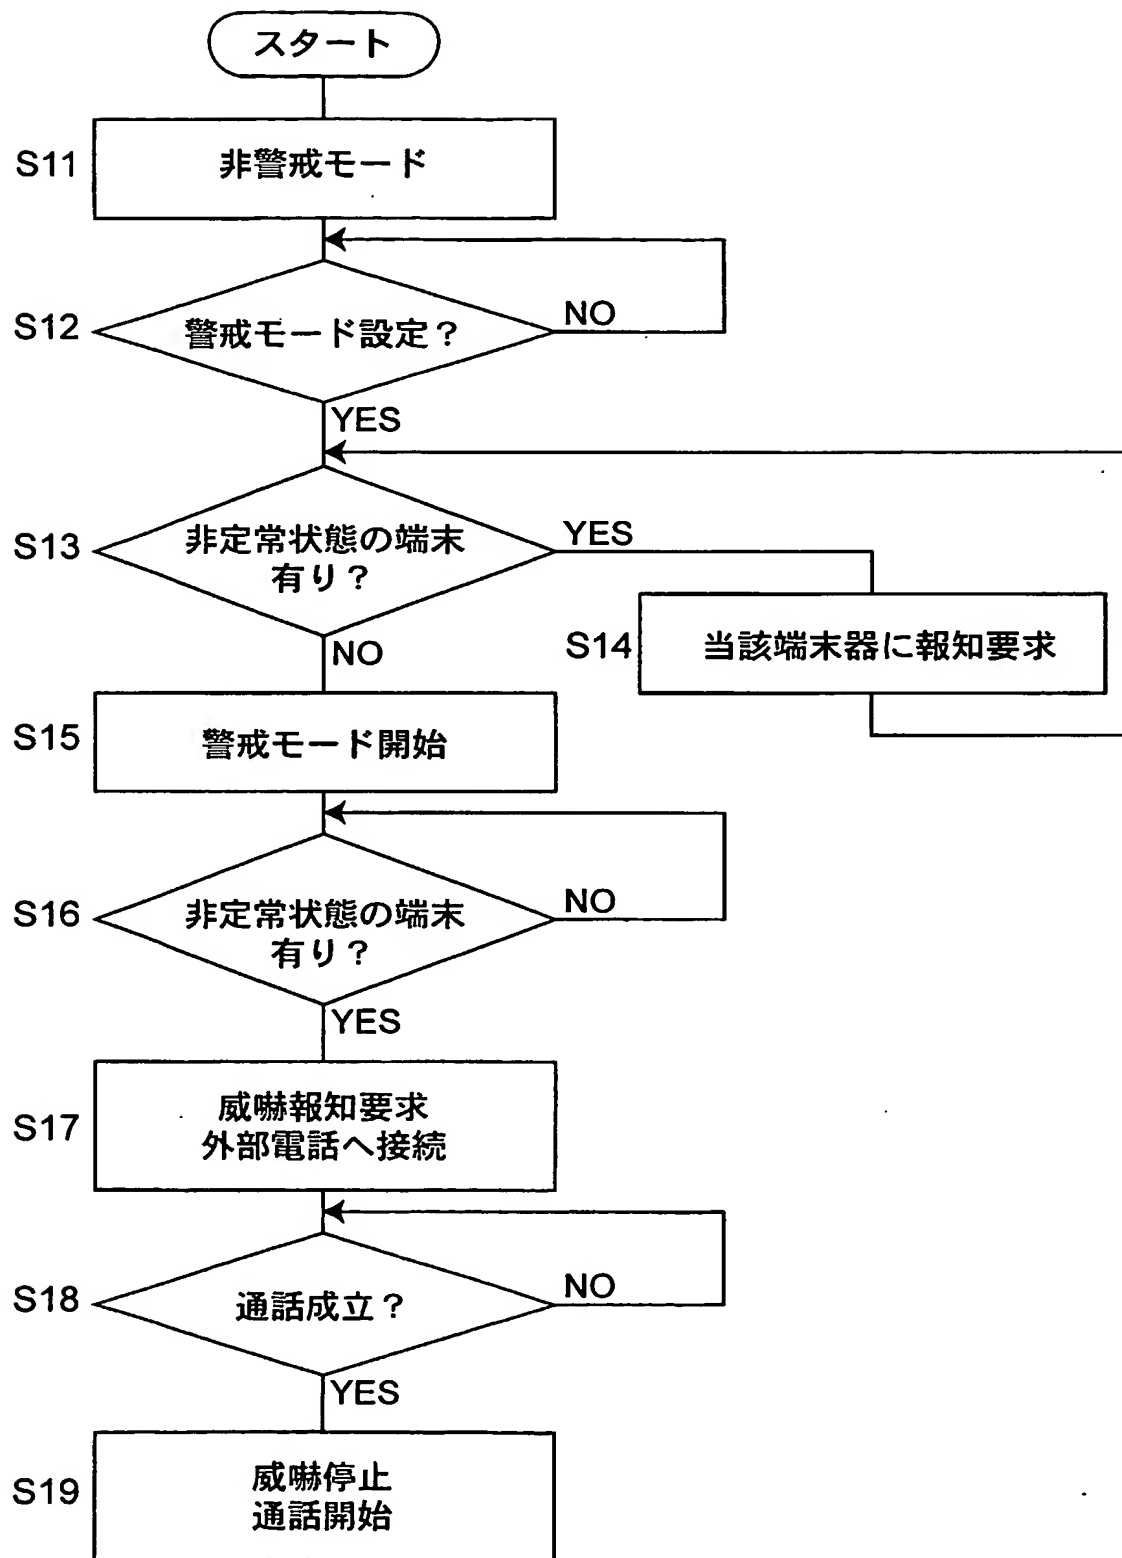 スタート
S11
非警戒モード
S12
警戒モード設定？
NO
YES
S13
非定常状態の端末
有り？
YES
NO
S14
当該端末器に報知要求
S15
警戒モード開始
S16
非定常状態の端末
有り？
NO
YES
S17
威嚇報知要求
外部電話へ接続
S18
通話成立？
NO
YES
S19
威嚇停止
通話開始